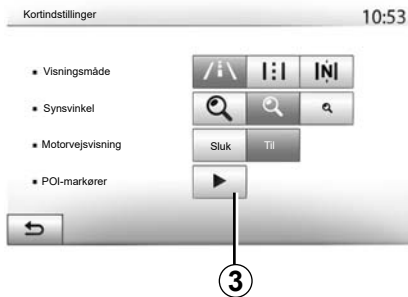 Kortindstillinger 10:53
Visningsmåde N
Synsvinkel
Motorvejsvisning Sluk Til
POI-markører
3